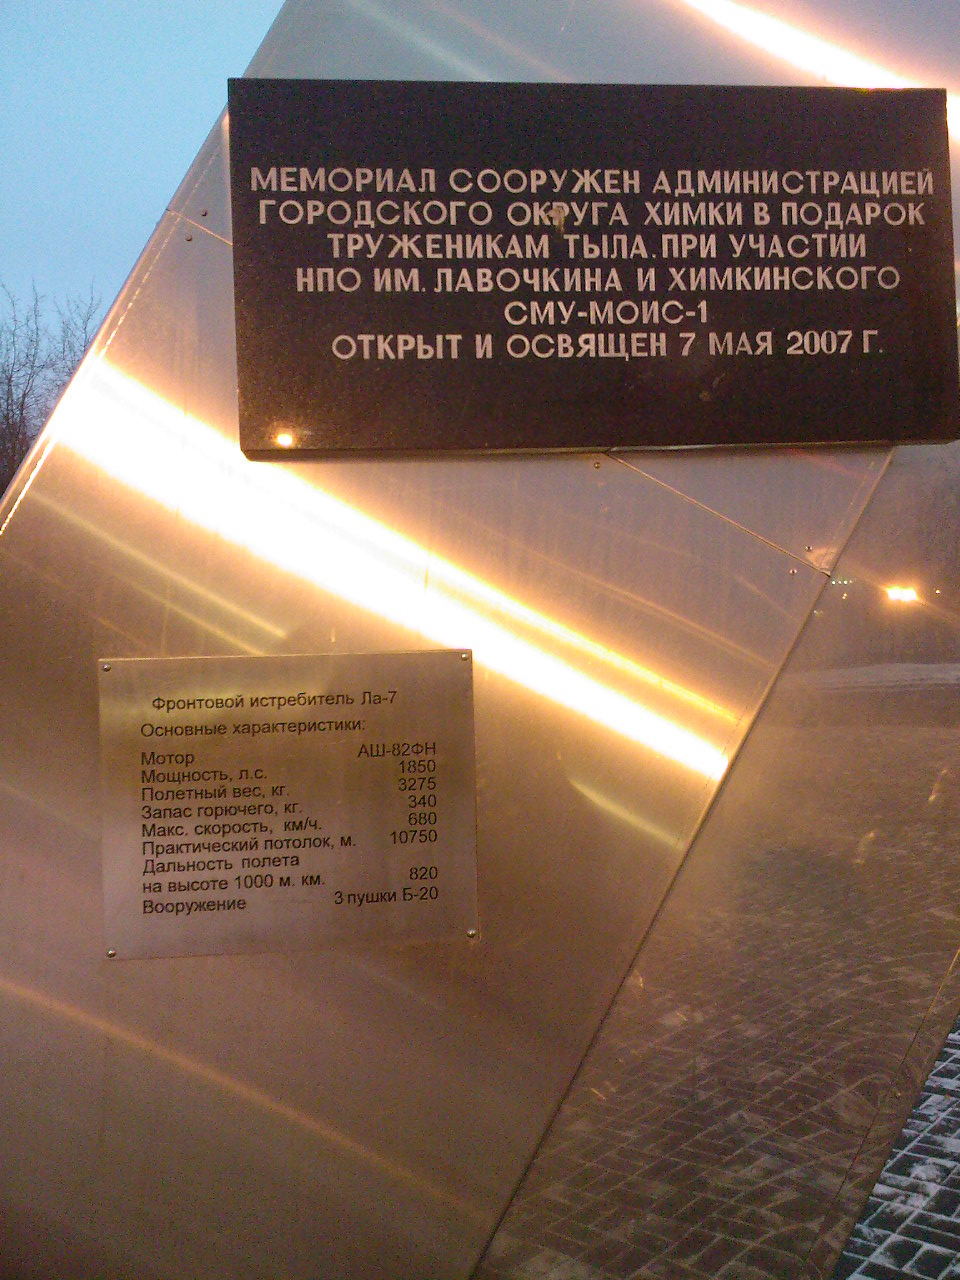 МЕМОРИАЛ СООРУЖЕН АДМИНИСТРАЦИЕЙ
ГОРОДСКОГО ОКРУГА ХИМКИ В ПОДАРОК
ТРУЖЕНИКАМ ТЫЛА. ПРИ УЧАСТИИ
НПО ИМ. ЛАВОЧКИНА И ХИМКИНСКОГО
СМУ-МОИС-1
ОТКРЫТ И ОСВЯЩЕН 7 МАЯ 2007 Г.
Фронтовой истребитель Ла-7
Основные характеристики:
Мотор АШ-82ФН
Мощность, л.с. 1850
Полетный вес, кг. 3275
Запас горючего, кг. 340
Макс. скорость, км/ч. 680
Практический потолок, м. 10750
Дальность полета
на высоте 1000 м. км. 820
Вооружение 3 пушки Б-20